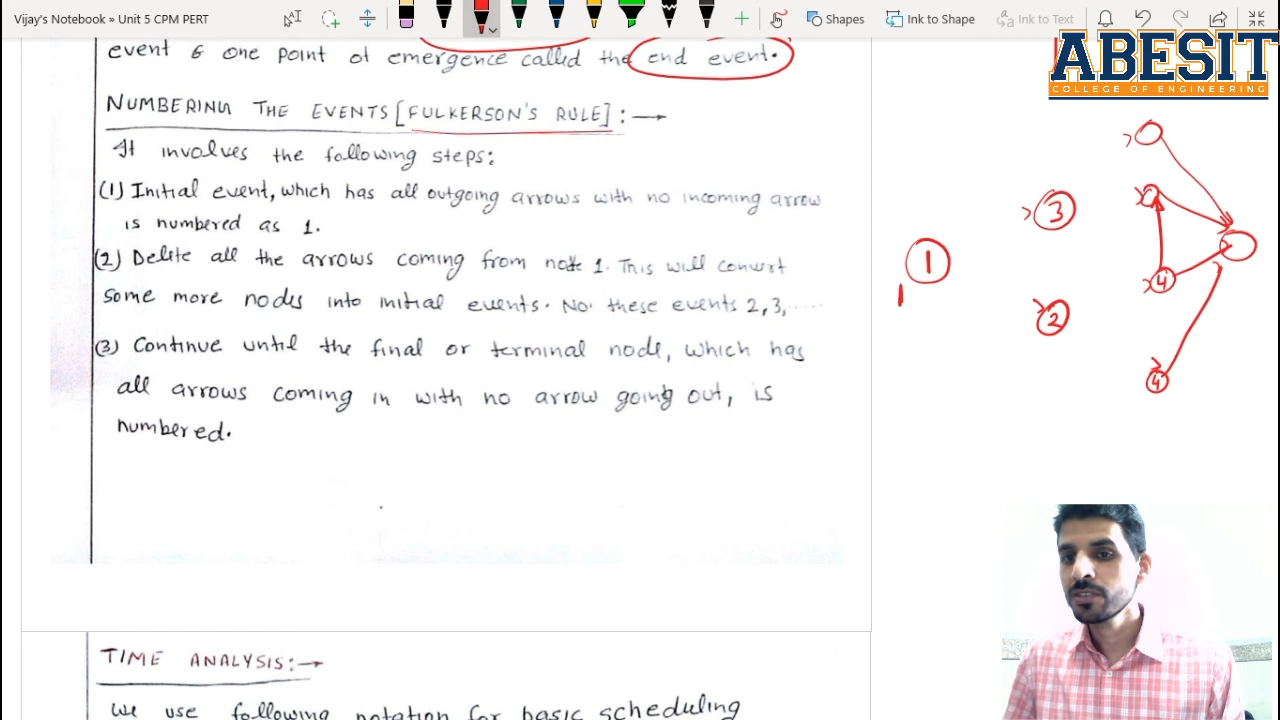 Vijay's Notebook » Unit 5 CPM PERT
Shapes
Ink to Shape
Ink to Text
ABESIT
COLLEGE OF ENGINEERING
event & one point of emergence called the end event.
NUMBERING THE EVENTS [FULKERSON'S RULE] :→
It involves the following steps:
(1) Initial event, which has all outgoing arrows with no incoming arrow
is numbered as 1.
(2) Delete all the arrows coming from node 1. This will convert
some more nodes into initial events. No. these events 2, 3, .....
(3) Continue until the final or terminal node, which has
all arrows coming in with no arrow going out, is
numbered.
3
1
1
4
2
4
TIME ANALYSIS:→
We use following notation for basic scheduling